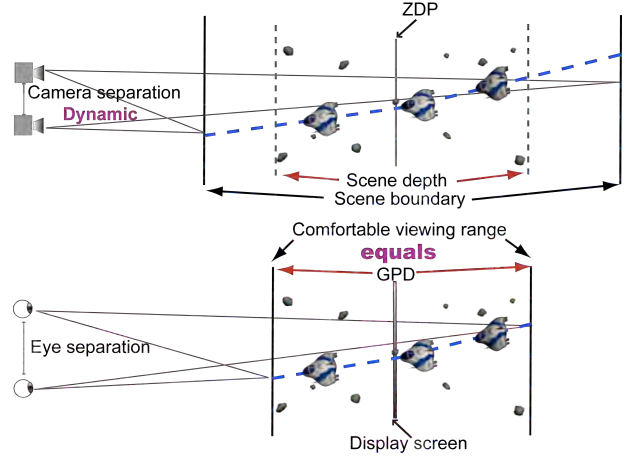 ZDP
Camera separation
Dynamic
Scene depth
Scene boundary
Comfortable viewing range
equals
GPD
Eye separation
Display screen